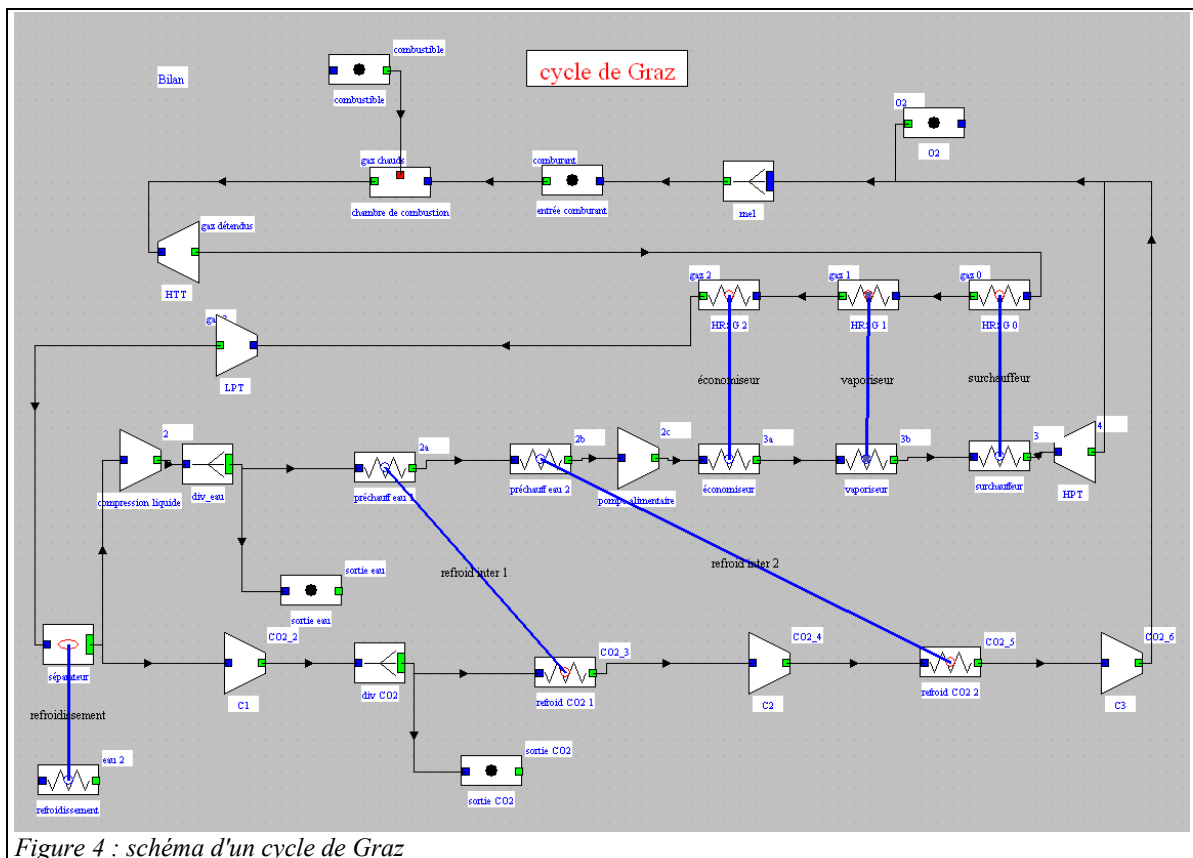 combustible
Bilan
cycle de Graz
combustible
O2
O2
gaz chauds
comburant
chambre de combustion
entrée comburant
mel
gaz détendus
HTT
gaz 2
gaz 1
gaz 0
HRSG 2
HRSG 1
HRSG 0
LPT
économiseur
vaporiseur
surchauffeur
2
2a
2b
2c
3a
3b
3
4
compression liquide
div_eau
préchauff eau 1
préchauff eau 2
pompe alimentaire
économiseur
vaporiseur
surchauffeur
HPT
refroid inter 1
refroid inter 2
sortie eau
sortie eau
séparateur
CO2_2
CO2_3
CO2_4
CO2_5
CO2_6
C1
div CO2
refroid CO2 1
C2
refroid CO2 2
C3
refroidissement
eau 2
refroidissement
sortie CO2
sortie CO2
Figure 4 : schéma d'un cycle de Graz